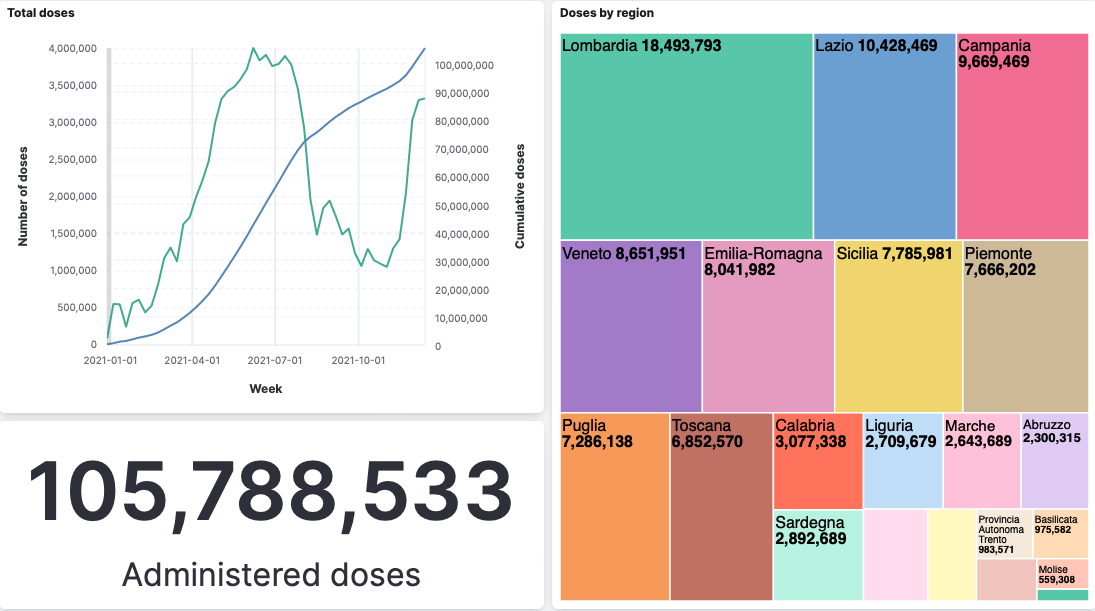 Total doses
4,000,000
3,500,000
3,000,000
2,500,000
2,000,000
1,500,000
1,000,000
500,000
0
Number of doses
100,000,000
90,000,000
80,000,000
70,000,000
60,000,000
50,000,000
40,000,000
30,000,000
20,000,000
10,000,000
0
Cumulative doses
2021-01-01 2021-04-01 2021-07-01 2021-10-01
Week
105,788,533
Administered doses
Doses by region
Lombardia 18,493,793
Lazio 10,428,469
Campania
9,669,469
Veneto 8,651,951
Emilia-Romagna
8,041,982
Sicilia 7,785,981
Piemonte
7,666,202
Puglia
7,286,138
Toscana
6,852,570
Calabria
3,077,338
Liguria
2,709,679
Marche
2,643,689
Abruzzo
2,300,315
Sardegna
2,892,689
Provincia
Autonoma
Trento
983,571
Basilicata
975,582
Molise
559,308